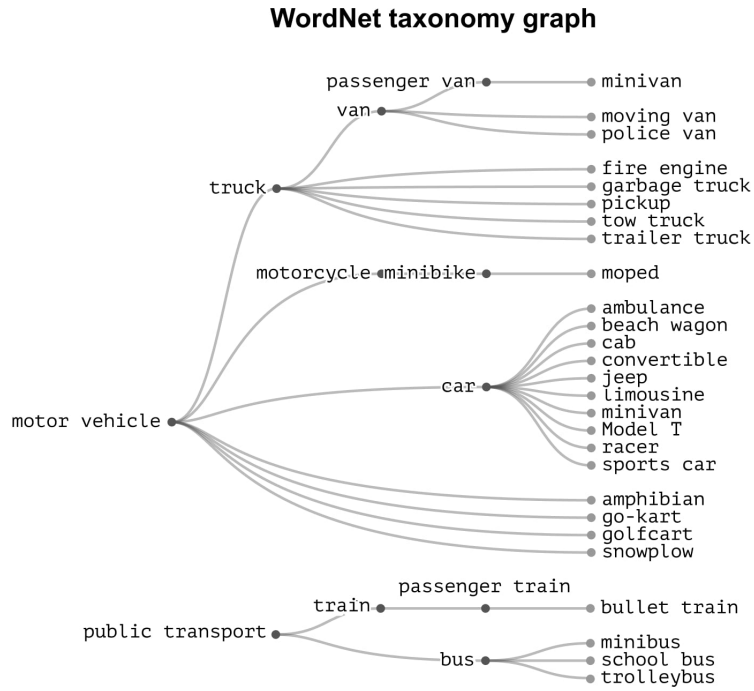 WordNet taxonomy graph
passenger van
minivan
van
moving van
police van
fire engine
truck
garbage truck
pickup
tow truck
trailer truck
motorcycle
minibike
moped
ambulance
beach wagon
cab
convertible
jeep
car
limousine
minivan
motor vehicle
Model T
racer
sports car
amphibian
go-kart
golfcart
snowplow
passenger train
train
bullet train
public transport
minibus
bus
school bus
trolleybus